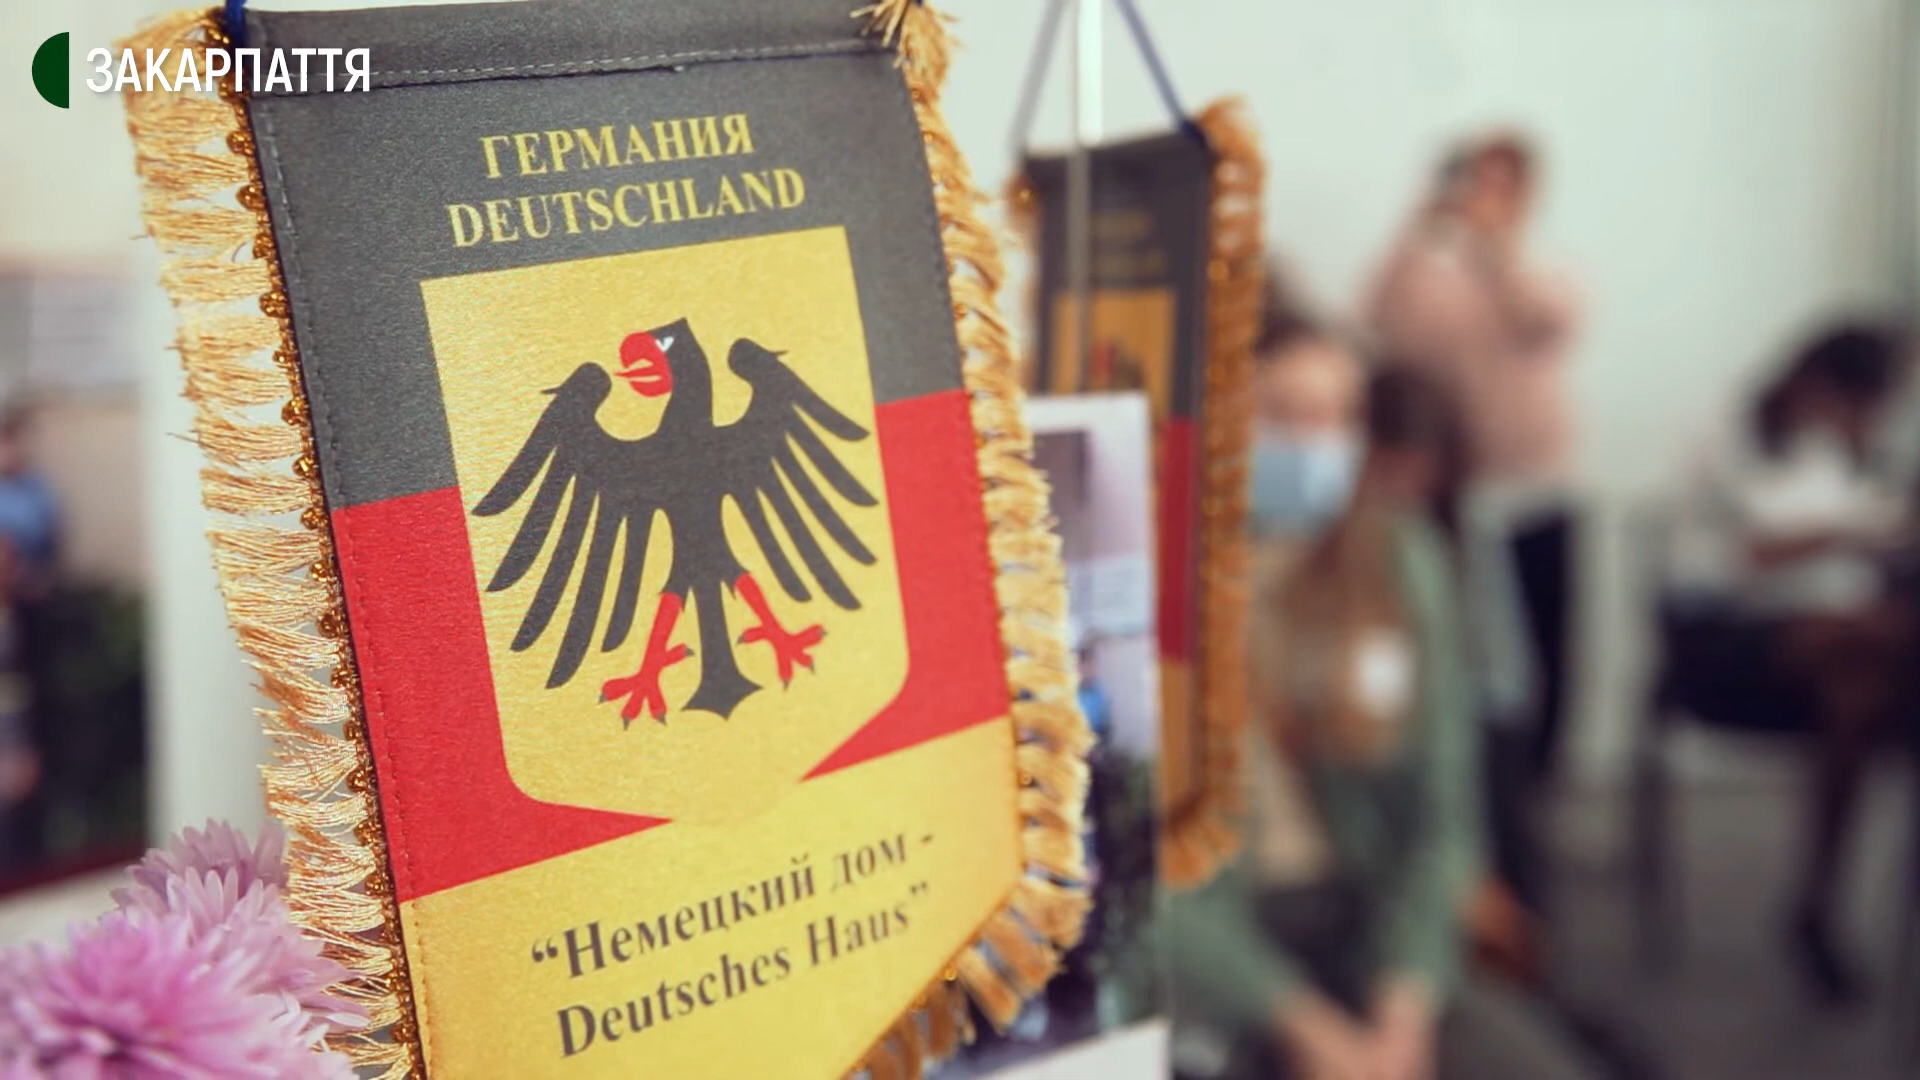 ЗАКАРПАТТЯ
ГЕРМАНИЯ
DEUTSCHLAND
“Немецкий дом -
Deutsches Haus”